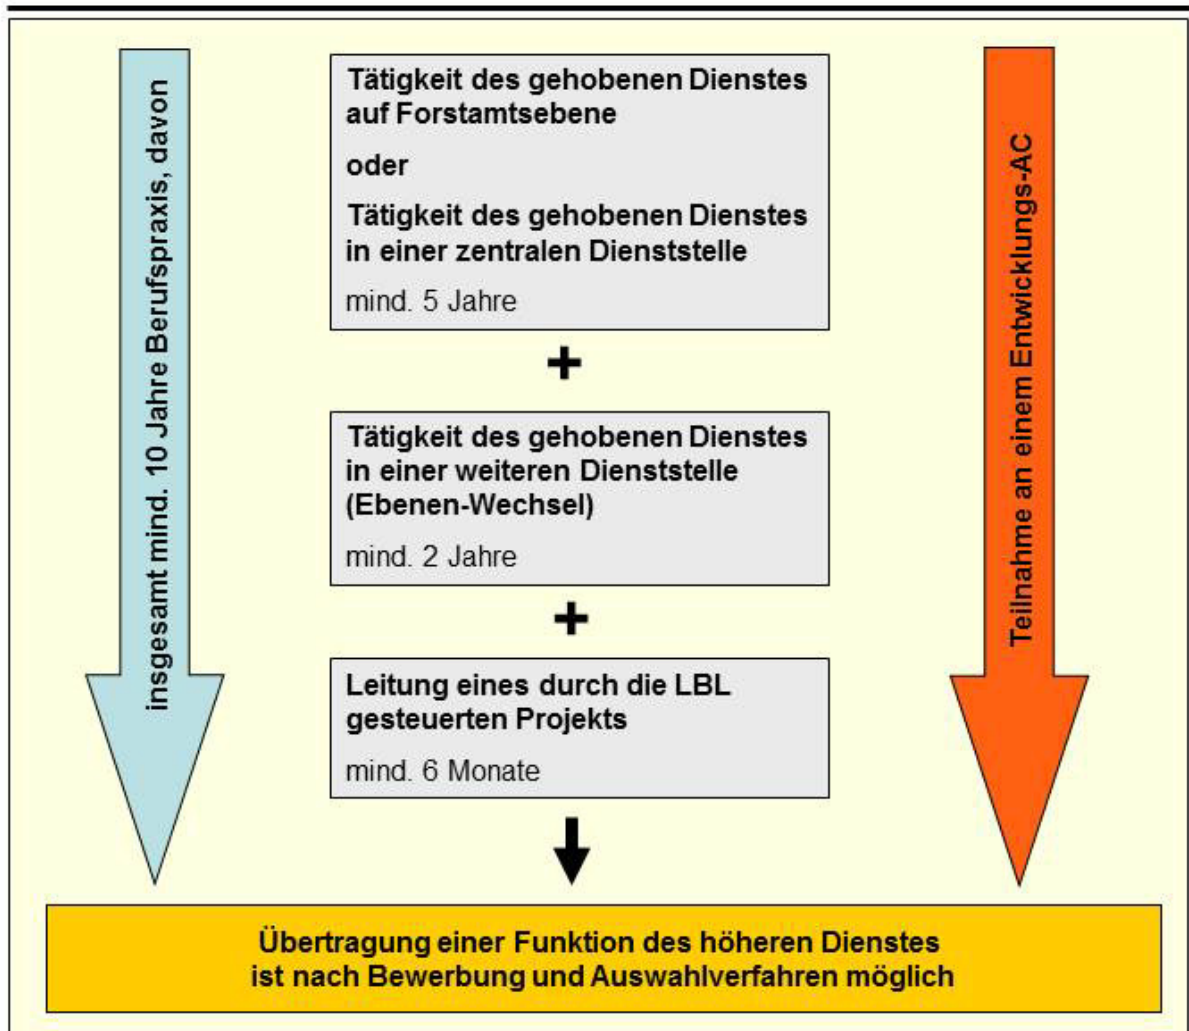 insgesamt mind. 10 Jahre Berufspraxis, davon
Tätigkeit des gehobenen Dienstes
auf Forstamtsebene
oder
Tätigkeit des gehobenen Dienstes
in einer zentralen Dienststelle
mind. 5 Jahre
+
Tätigkeit des gehobenen Dienstes
in einer weiteren Dienststelle
(Ebenen-Wechsel)
mind. 2 Jahre
+
Leitung eines durch die LBL
gesteuerten Projekts
mind. 6 Monate
Teilnahme an einem Entwicklungs-AC
Übertragung einer Funktion des höheren Dienstes
ist nach Bewerbung und Auswahlverfahren möglich